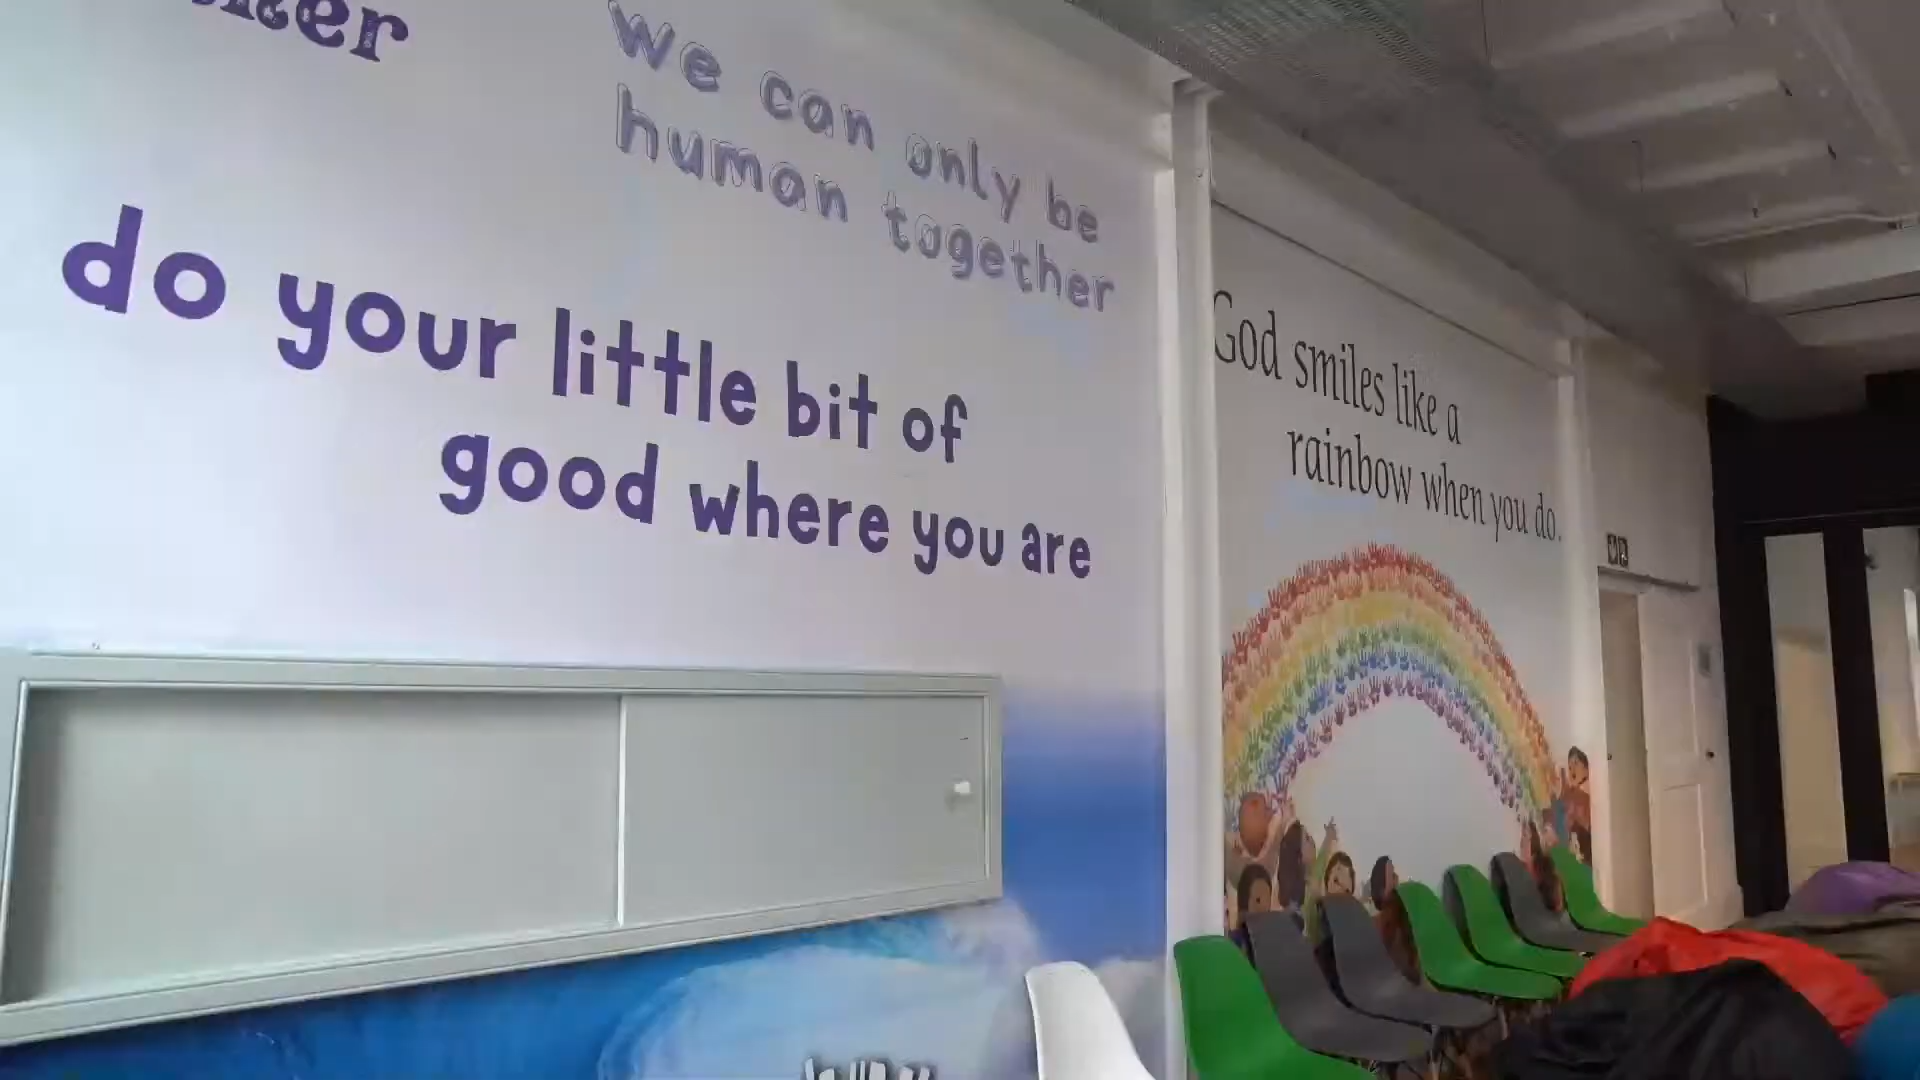 we can only be
human together
do your little bit of
good where you are
God smiles like a
rainbow when you do.